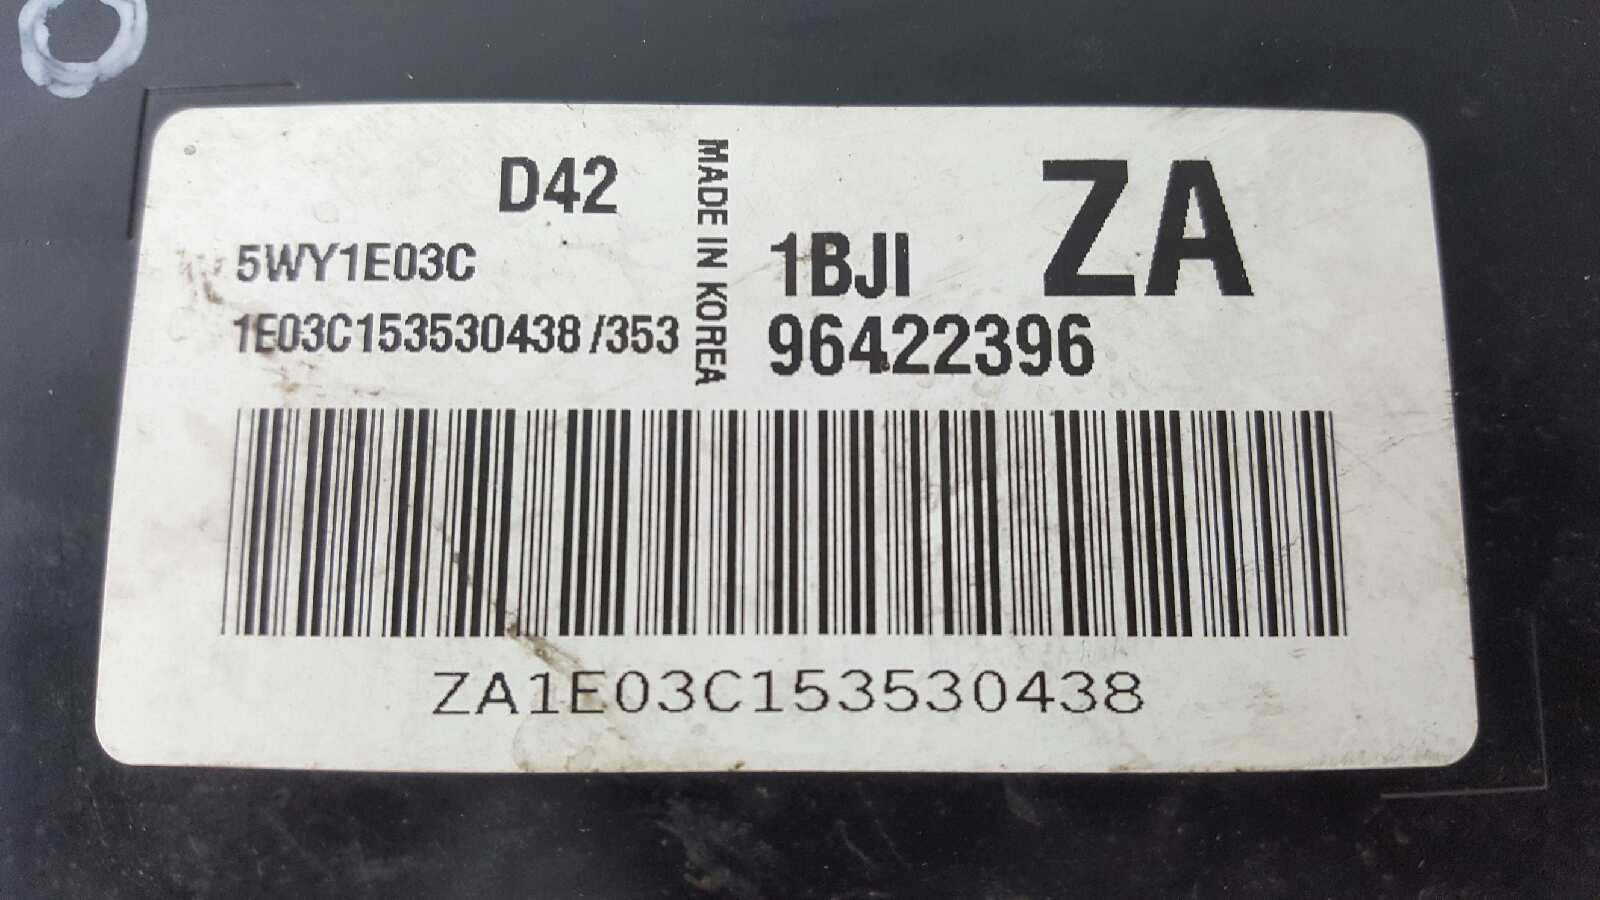 D42
5WY1E03C
1E03C153530438 /353
MADE IN KOREA
ZA
1BJI
96422396
ZA1E03C153530438